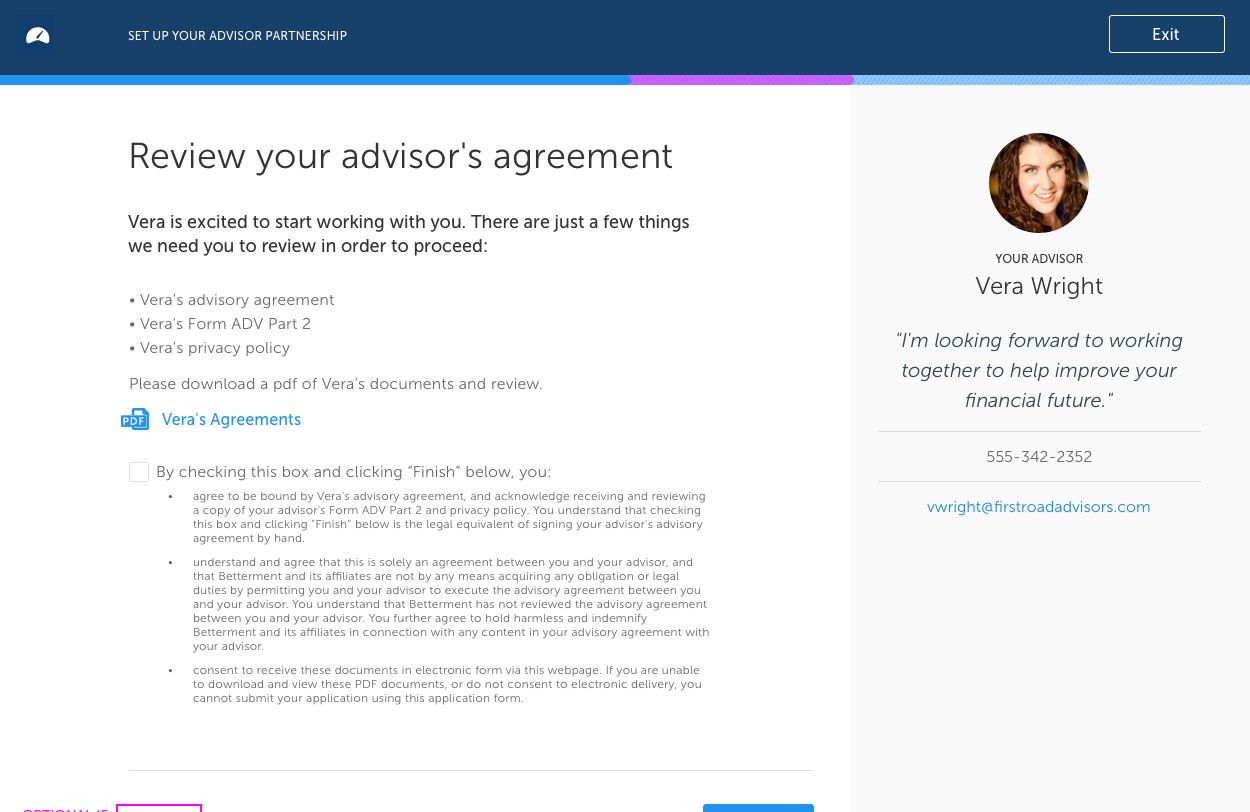 SET UP YOUR ADVISOR PARTNERSHIP
Exit
Review your advisor's agreement
Vera is excited to start working with you. There are just a few things
we need you to review in order to proceed:
• Vera's advisory agreement
• Vera's Form ADV Part 2
• Vera's privacy policy
Please download a pdf of Vera's documents and review.
PDF Vera's Agreements
By checking this box and clicking "Finish" below, you:
• agree to be bound by Vera's advisory agreement, and acknowledge receiving and reviewing
a copy of your advisor's Form ADV Part 2 and privacy policy. You understand that checking
this box and clicking "Finish" below is the legal equivalent of signing your advisor's advisory
agreement by hand.
• understand and agree that this is solely an agreement between you and your advisor, and
that Betterment and its affiliates are not by any means acquiring any obligation or legal
duties by permitting you and your advisor to execute the advisory agreement between you
and your advisor. You understand that Betterment has not reviewed the advisory agreement
between you and your advisor. You further agree to hold harmless and indemnify
Betterment and its affiliates in connection with any content in your advisory agreement with
your advisor.
• consent to receive these documents in electronic form via this webpage. If you are unable
to download and view these PDF documents, or do not consent to electronic delivery, you
cannot submit your application using this application form.
YOUR ADVISOR
Vera Wright
"I'm looking forward to working
together to help improve your
financial future."
555-342-2352
vwright@firstroadadvisors.com
OPTIONAL IF